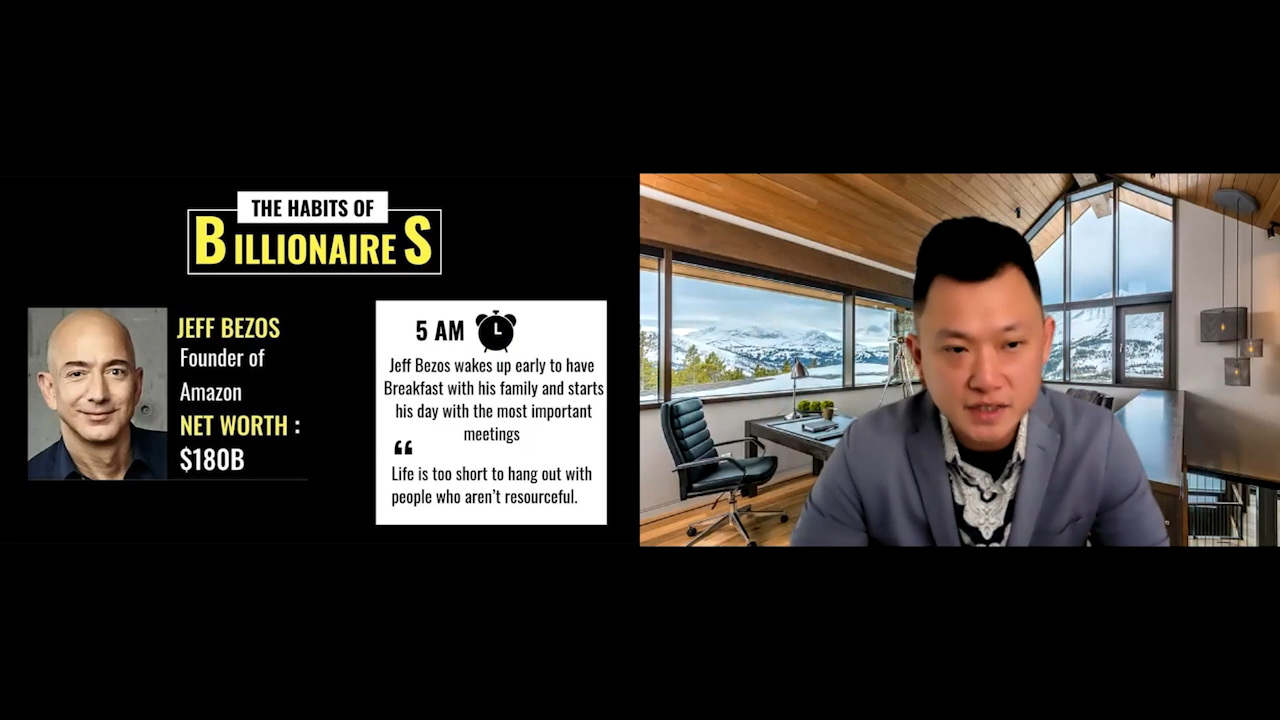 THE HABITS OF
BILLIONAIRES
JEFF BEZOS
Founder of
Amazon
NET WORTH :
$180B
5 AM
Jeff Bezos wakes up early to have
Breakfast with his family and starts
his day with the most important
meetings
“
Life is too short to hang out with
people who aren’t resourceful.